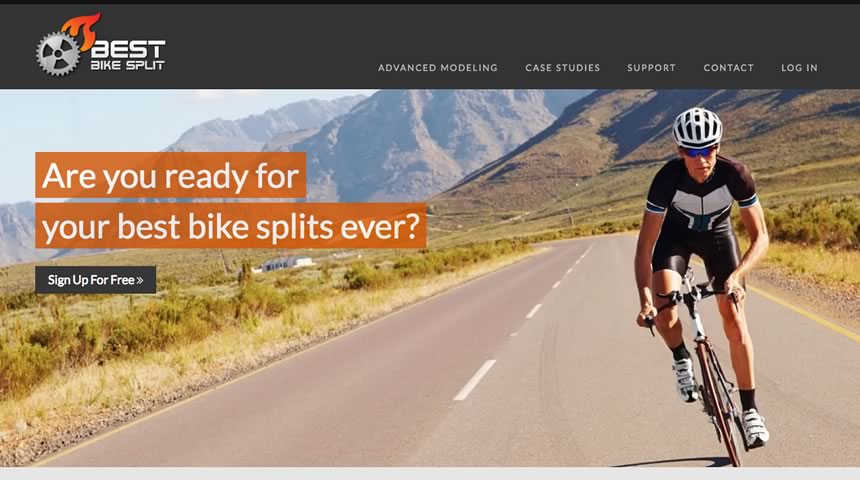 BEST
BIKE SPLIT
ADVANCED MODELING CASE STUDIES SUPPORT CONTACT LOG IN
Are you ready for
your best bike splits ever?
Sign Up For Free »